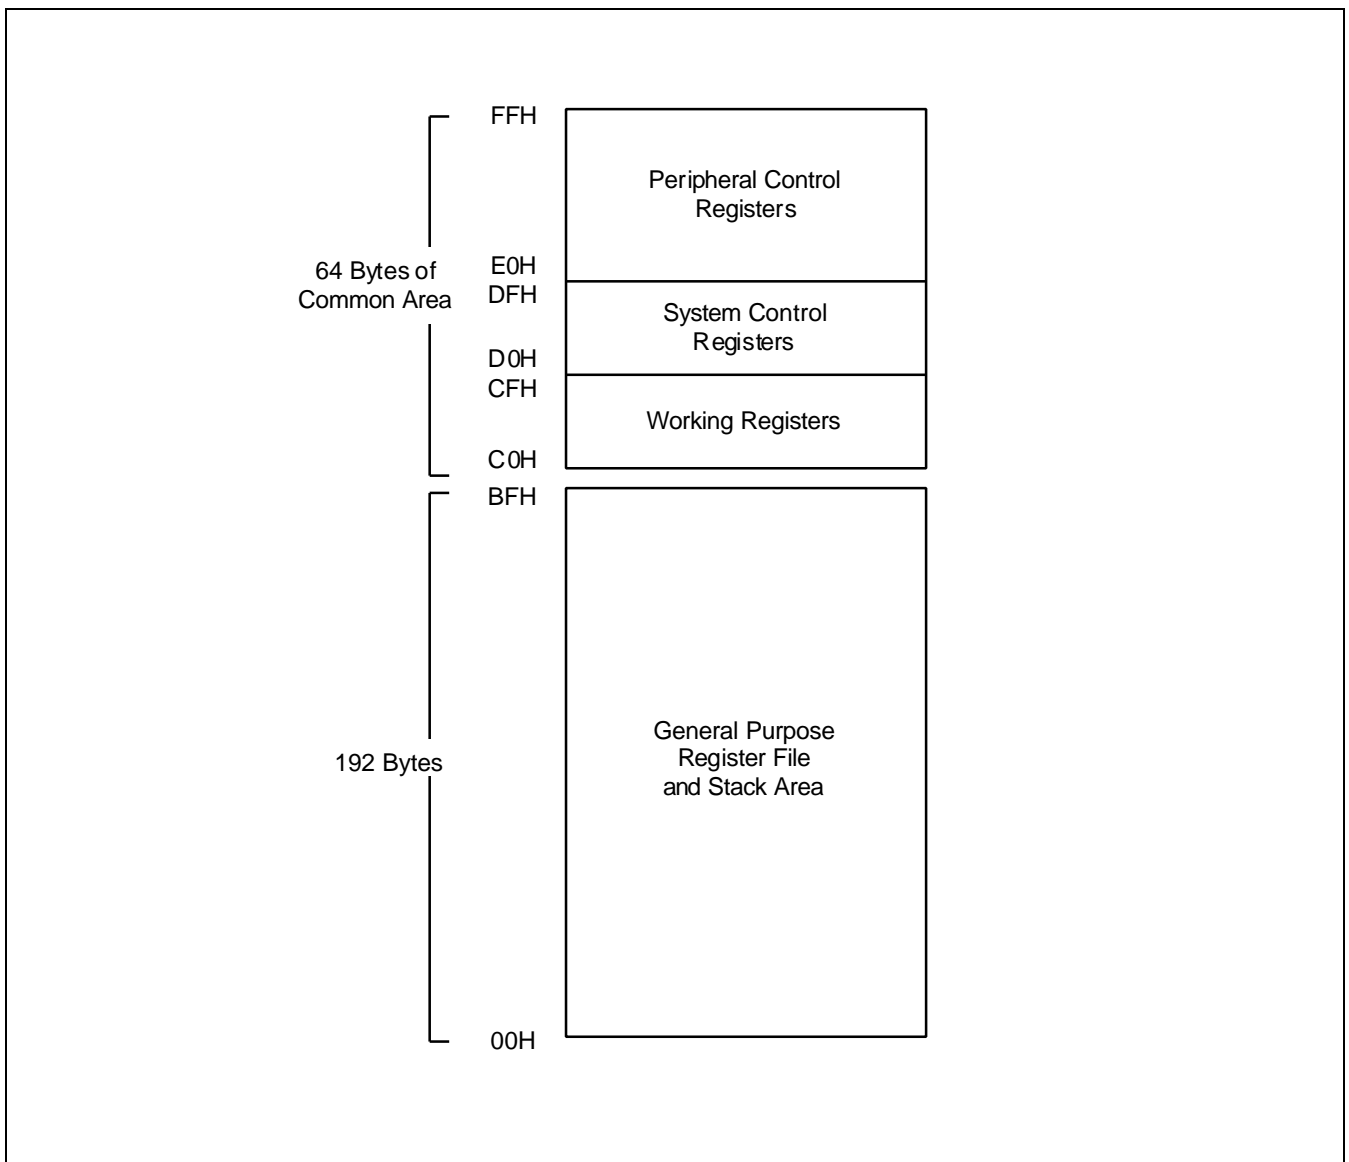 FFH
Peripheral Control
Registers
64 Bytes of
Common Area
E0H
DFH
System Control
Registers
D0H
CFH
Working Registers
C0H
BFH
192 Bytes
General Purpose
Register File
and Stack Area
00H